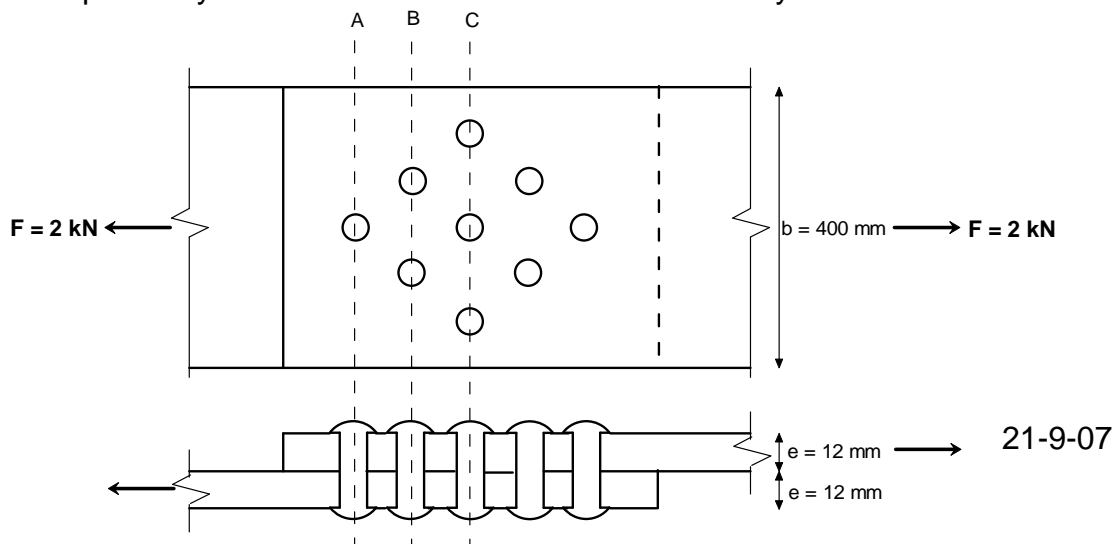 A B C
F = 2 kN
b = 400 mm
F = 2 kN
21-9-07
e = 12 mm
e = 12 mm